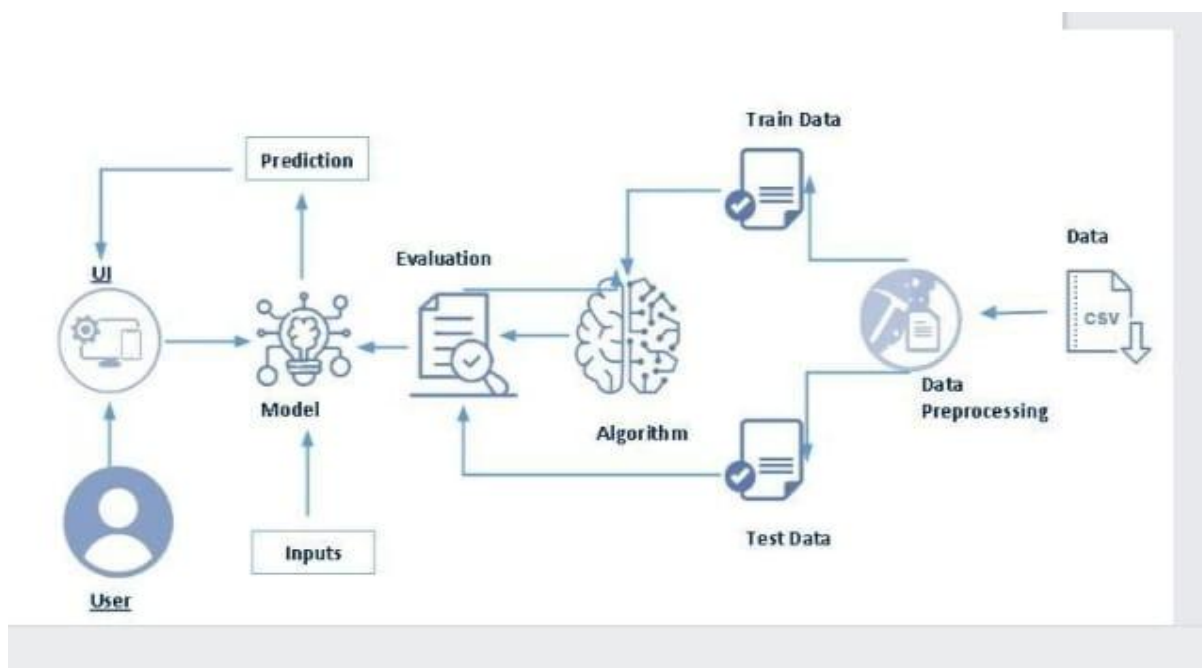 Train Data
Prediction
Data
Evaluation
UI
CSV
Data
Preprocessing
Model
Algorithm
Test Data
Inputs
User